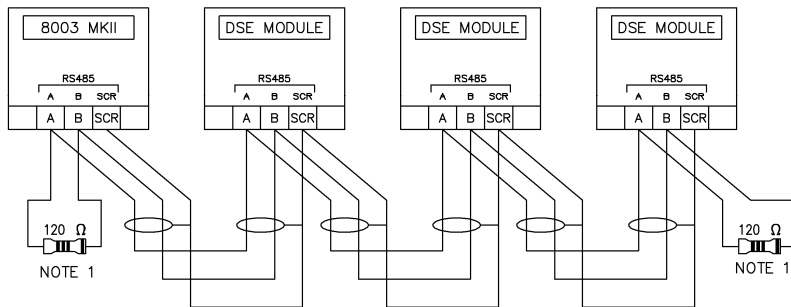 8003 MKII DSE MODULE DSE MODULE DSE MODULE
RS485 RS485 RS485 RS485
A B SCR A B SCR A B SCR A B SCR
A B SCR A B SCR A B SCR A B SCR
120 Ω 120 Ω
NOTE 1 NOTE 1